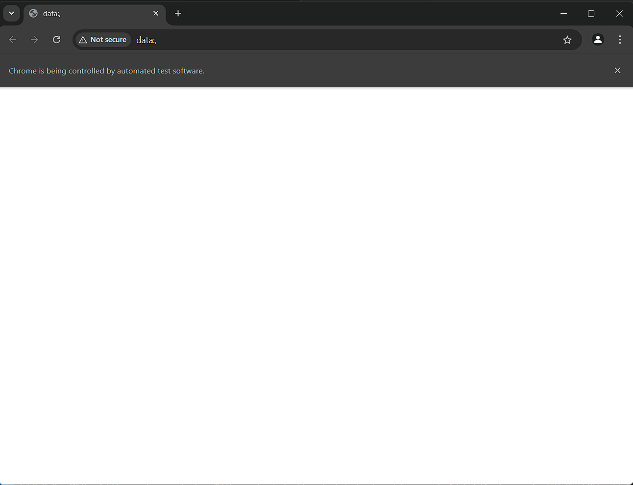 data:,
Not secure
data:,
Chrome is being controlled by automated test software.